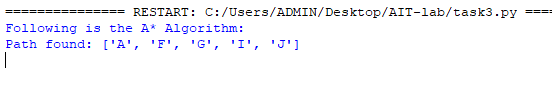 =============== RESTART: C:/Users/ADMIN/Desktop/AIT-lab/task3.py ====
Following is the A* Algorithm:
Path found: ['A', 'F', 'G', 'I', 'J']